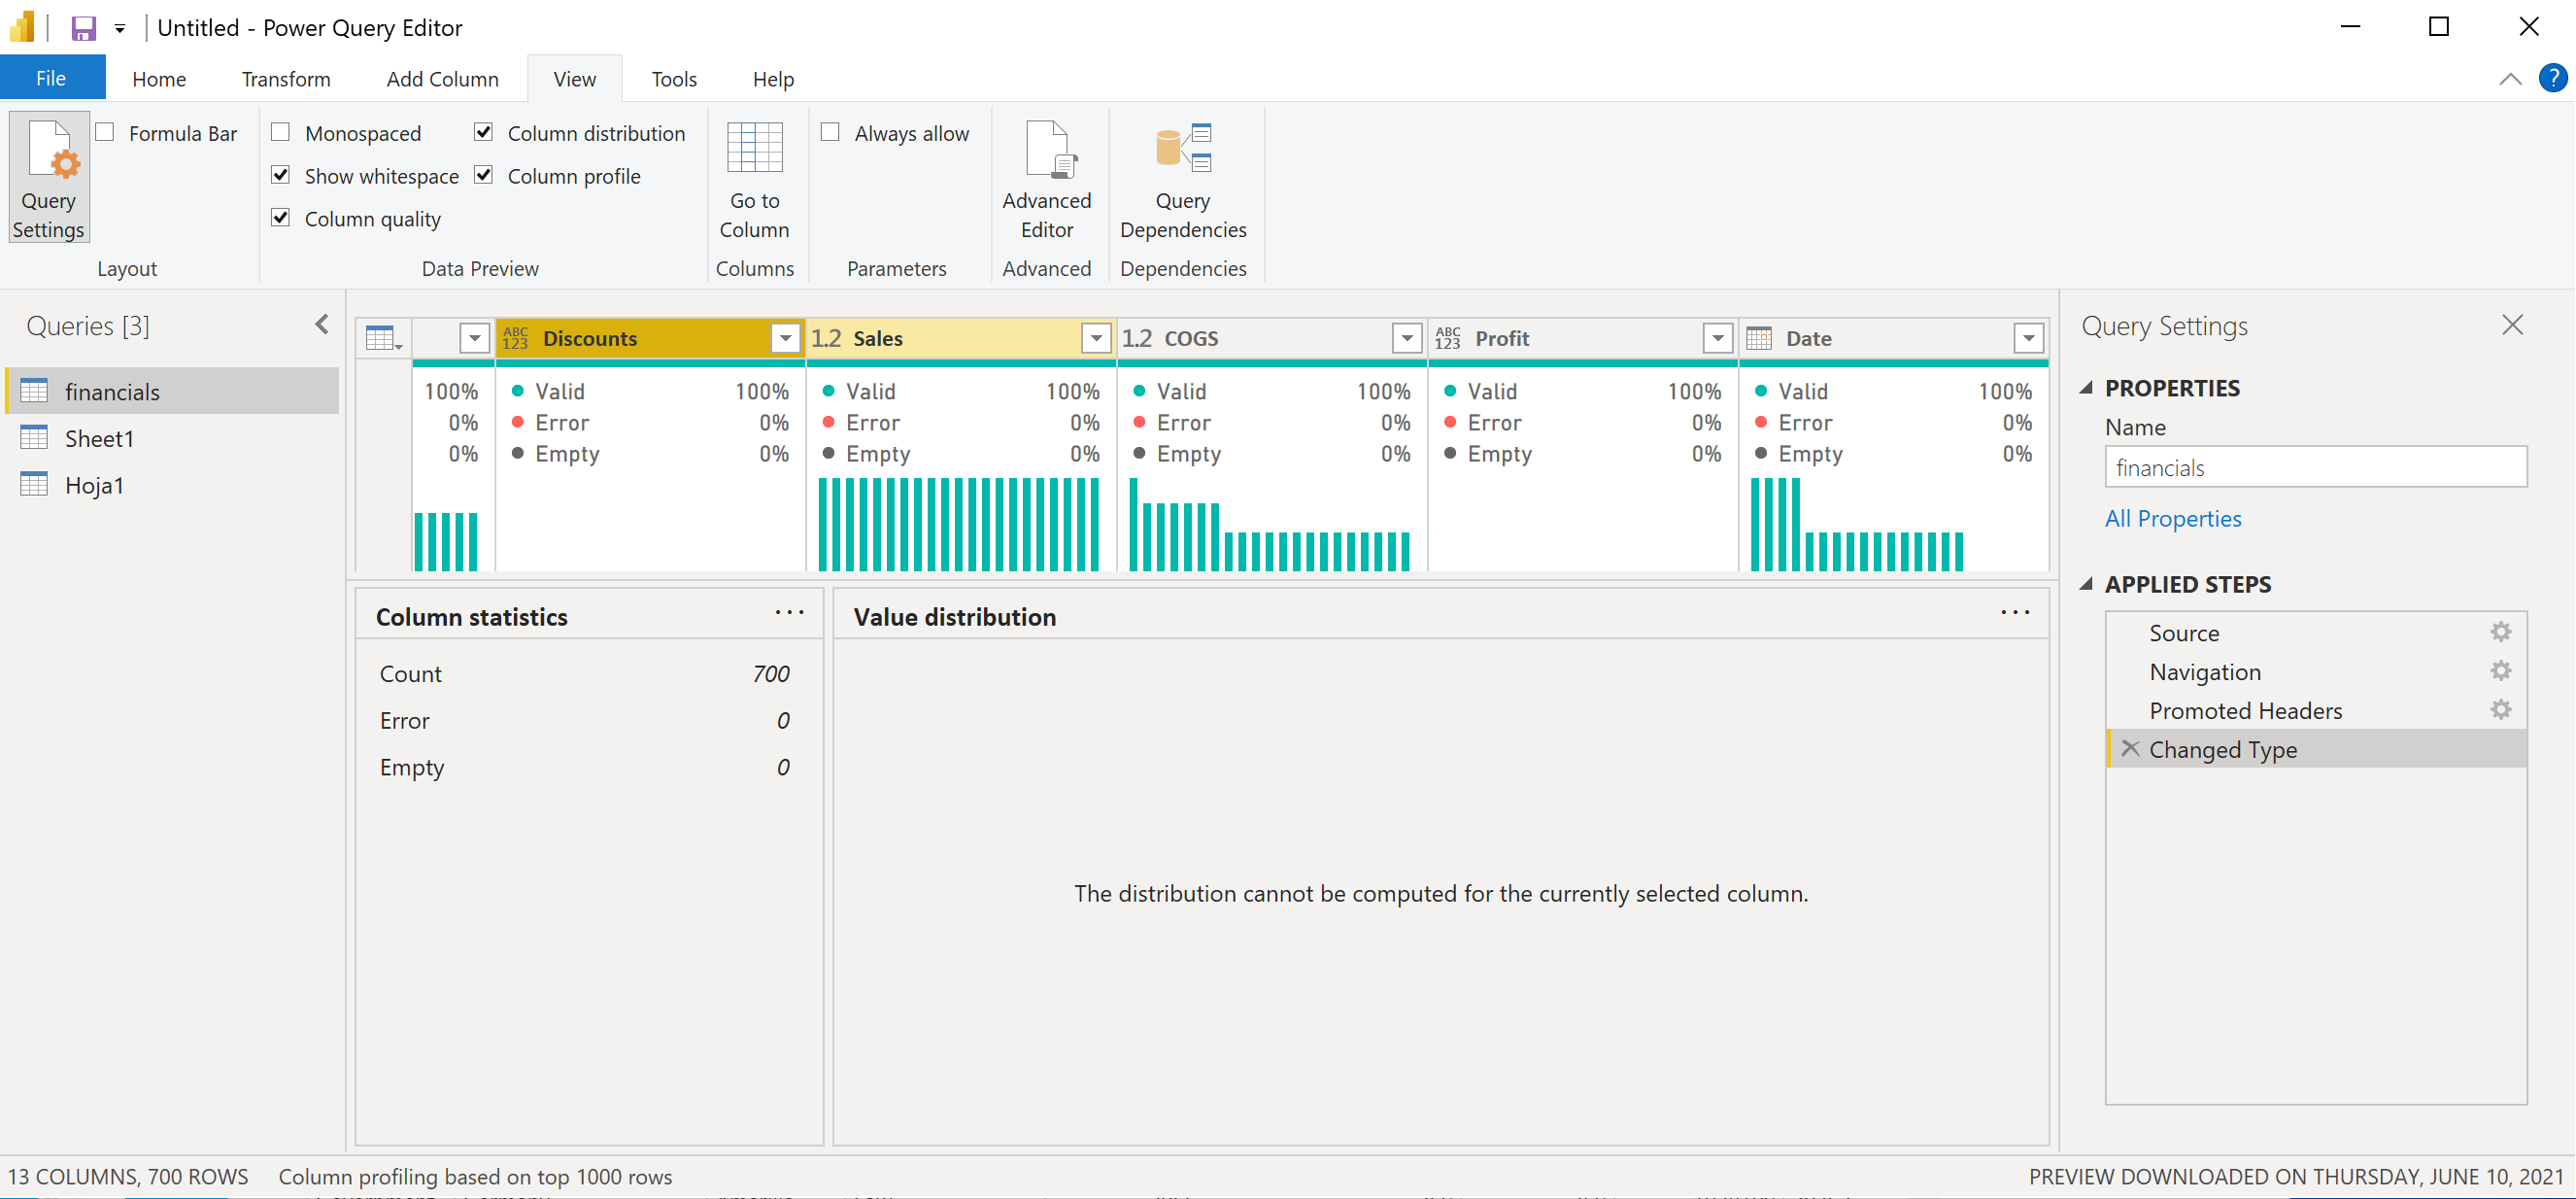 Untitled - Power Query Editor
File Home Transform Add Column View Tools Help ?
Query Settings
Formula Bar
Layout
Monospaced
Show whitespace
Column quality
Column distribution
Column profile
Data Preview
Go to Column
Columns
Always allow
Parameters
Advanced Editor
Advanced
Query Dependencies
Dependencies
Queries [3]
financials
Sheet1
Hoja1
ABC 123 Discounts 1.2 Sales 1.2 COGS ABC 123 Profit Date
100% Valid 100% Valid 100% Valid 100% Valid 100% Valid 100%
0% Error 0% Error 0% Error 0% Error 0% Error 0%
0% Empty 0% Empty 0% Empty 0% Empty 0% Empty 0%
Column statistics ...
Count 700
Error 0
Empty 0
Value distribution ...
The distribution cannot be computed for the currently selected column.
Query Settings
PROPERTIES
Name
financials
All Properties
APPLIED STEPS
Source
Navigation
Promoted Headers
Changed Type
13 COLUMNS, 700 ROWS Column profiling based on top 1000 rows
PREVIEW DOWNLOADED ON THURSDAY, JUNE 10, 2021